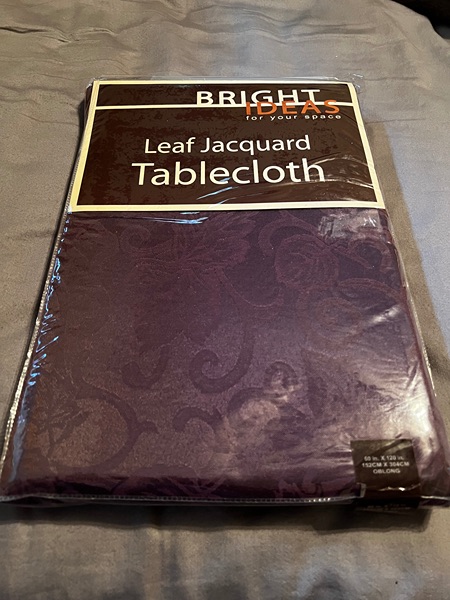 BRIGHT
IDEAS
for your space
Leaf Jacquard
Tablecloth
60 in. X 120 in.
152CM X 304CM
OBLONG